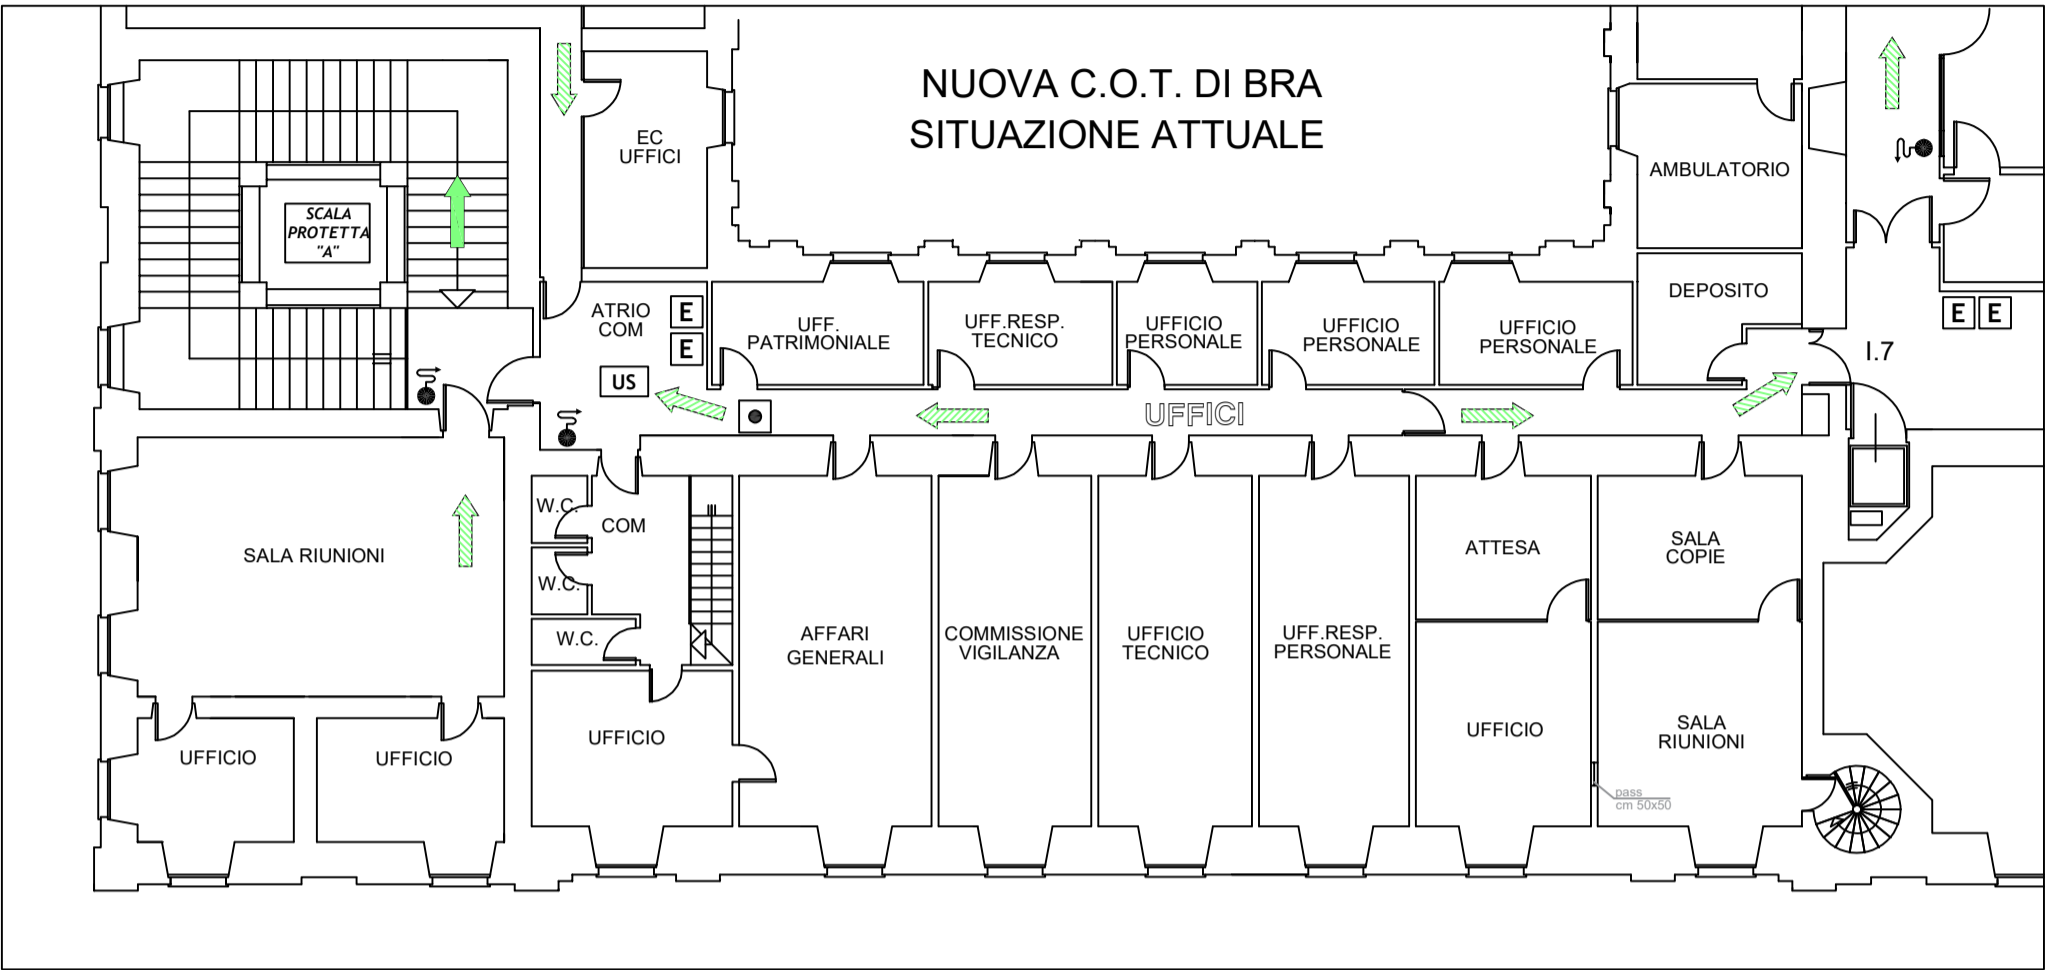 NUOVA C.O.T. DI BRA
SITUAZIONE ATTUALE
EC
UFFICI
AMBULATORIO
SCALA
PROTETTA
"A"
DEPOSITO
ATRIO
COM
E
E
US
UFF.
PATRIMONIALE
UFF.RESP.
TECNICO
UFFICIO
PERSONALE
UFFICIO
PERSONALE
UFFICIO
PERSONALE
E E
I.7
UFFICI
SALA RIUNIONI
W.C.
COM
W.C.
W.C.
ATTESA
SALA
COPIE
AFFARI
GENERALI
COMMISSIONE
VIGILANZA
UFFICIO
TECNICO
UFF.RESP.
PERSONALE
UFFICIO
UFFICIO
UFFICIO
UFFICIO
SALA
RIUNIONI
pass
cm 50x50